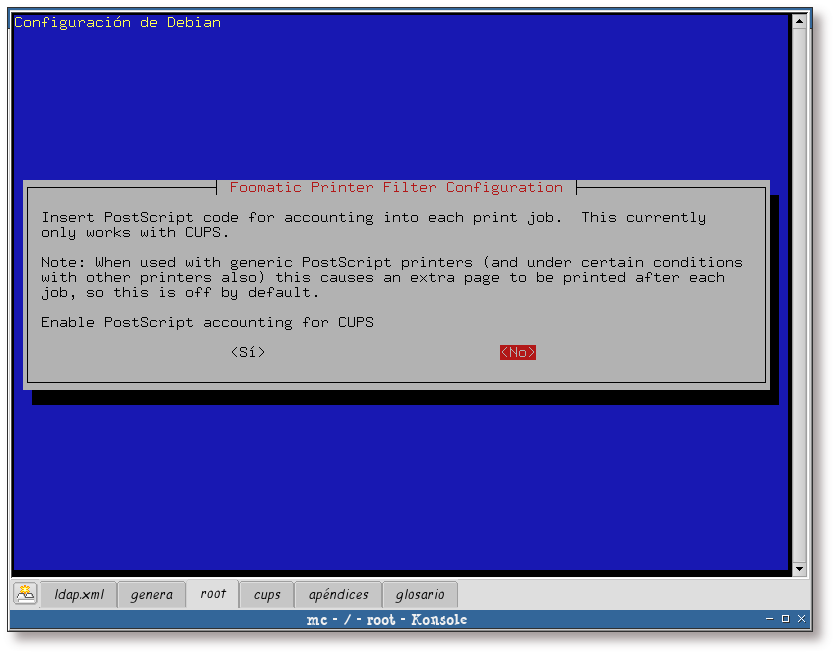 Configuración de Debian
Foomatic Printer Filter Configuration
Insert PostScript code for accounting into each print job.  This currently
only works with CUPS.
Note: When used with generic PostScript printers (and under certain conditions
with other printers also) this causes an extra page to be printed after each
job, so this is off by default.
Enable PostScript accounting for CUPS
<Sí> <No>
ldap.xml genera root cups apéndices glosario
mc - / - root - Konsole